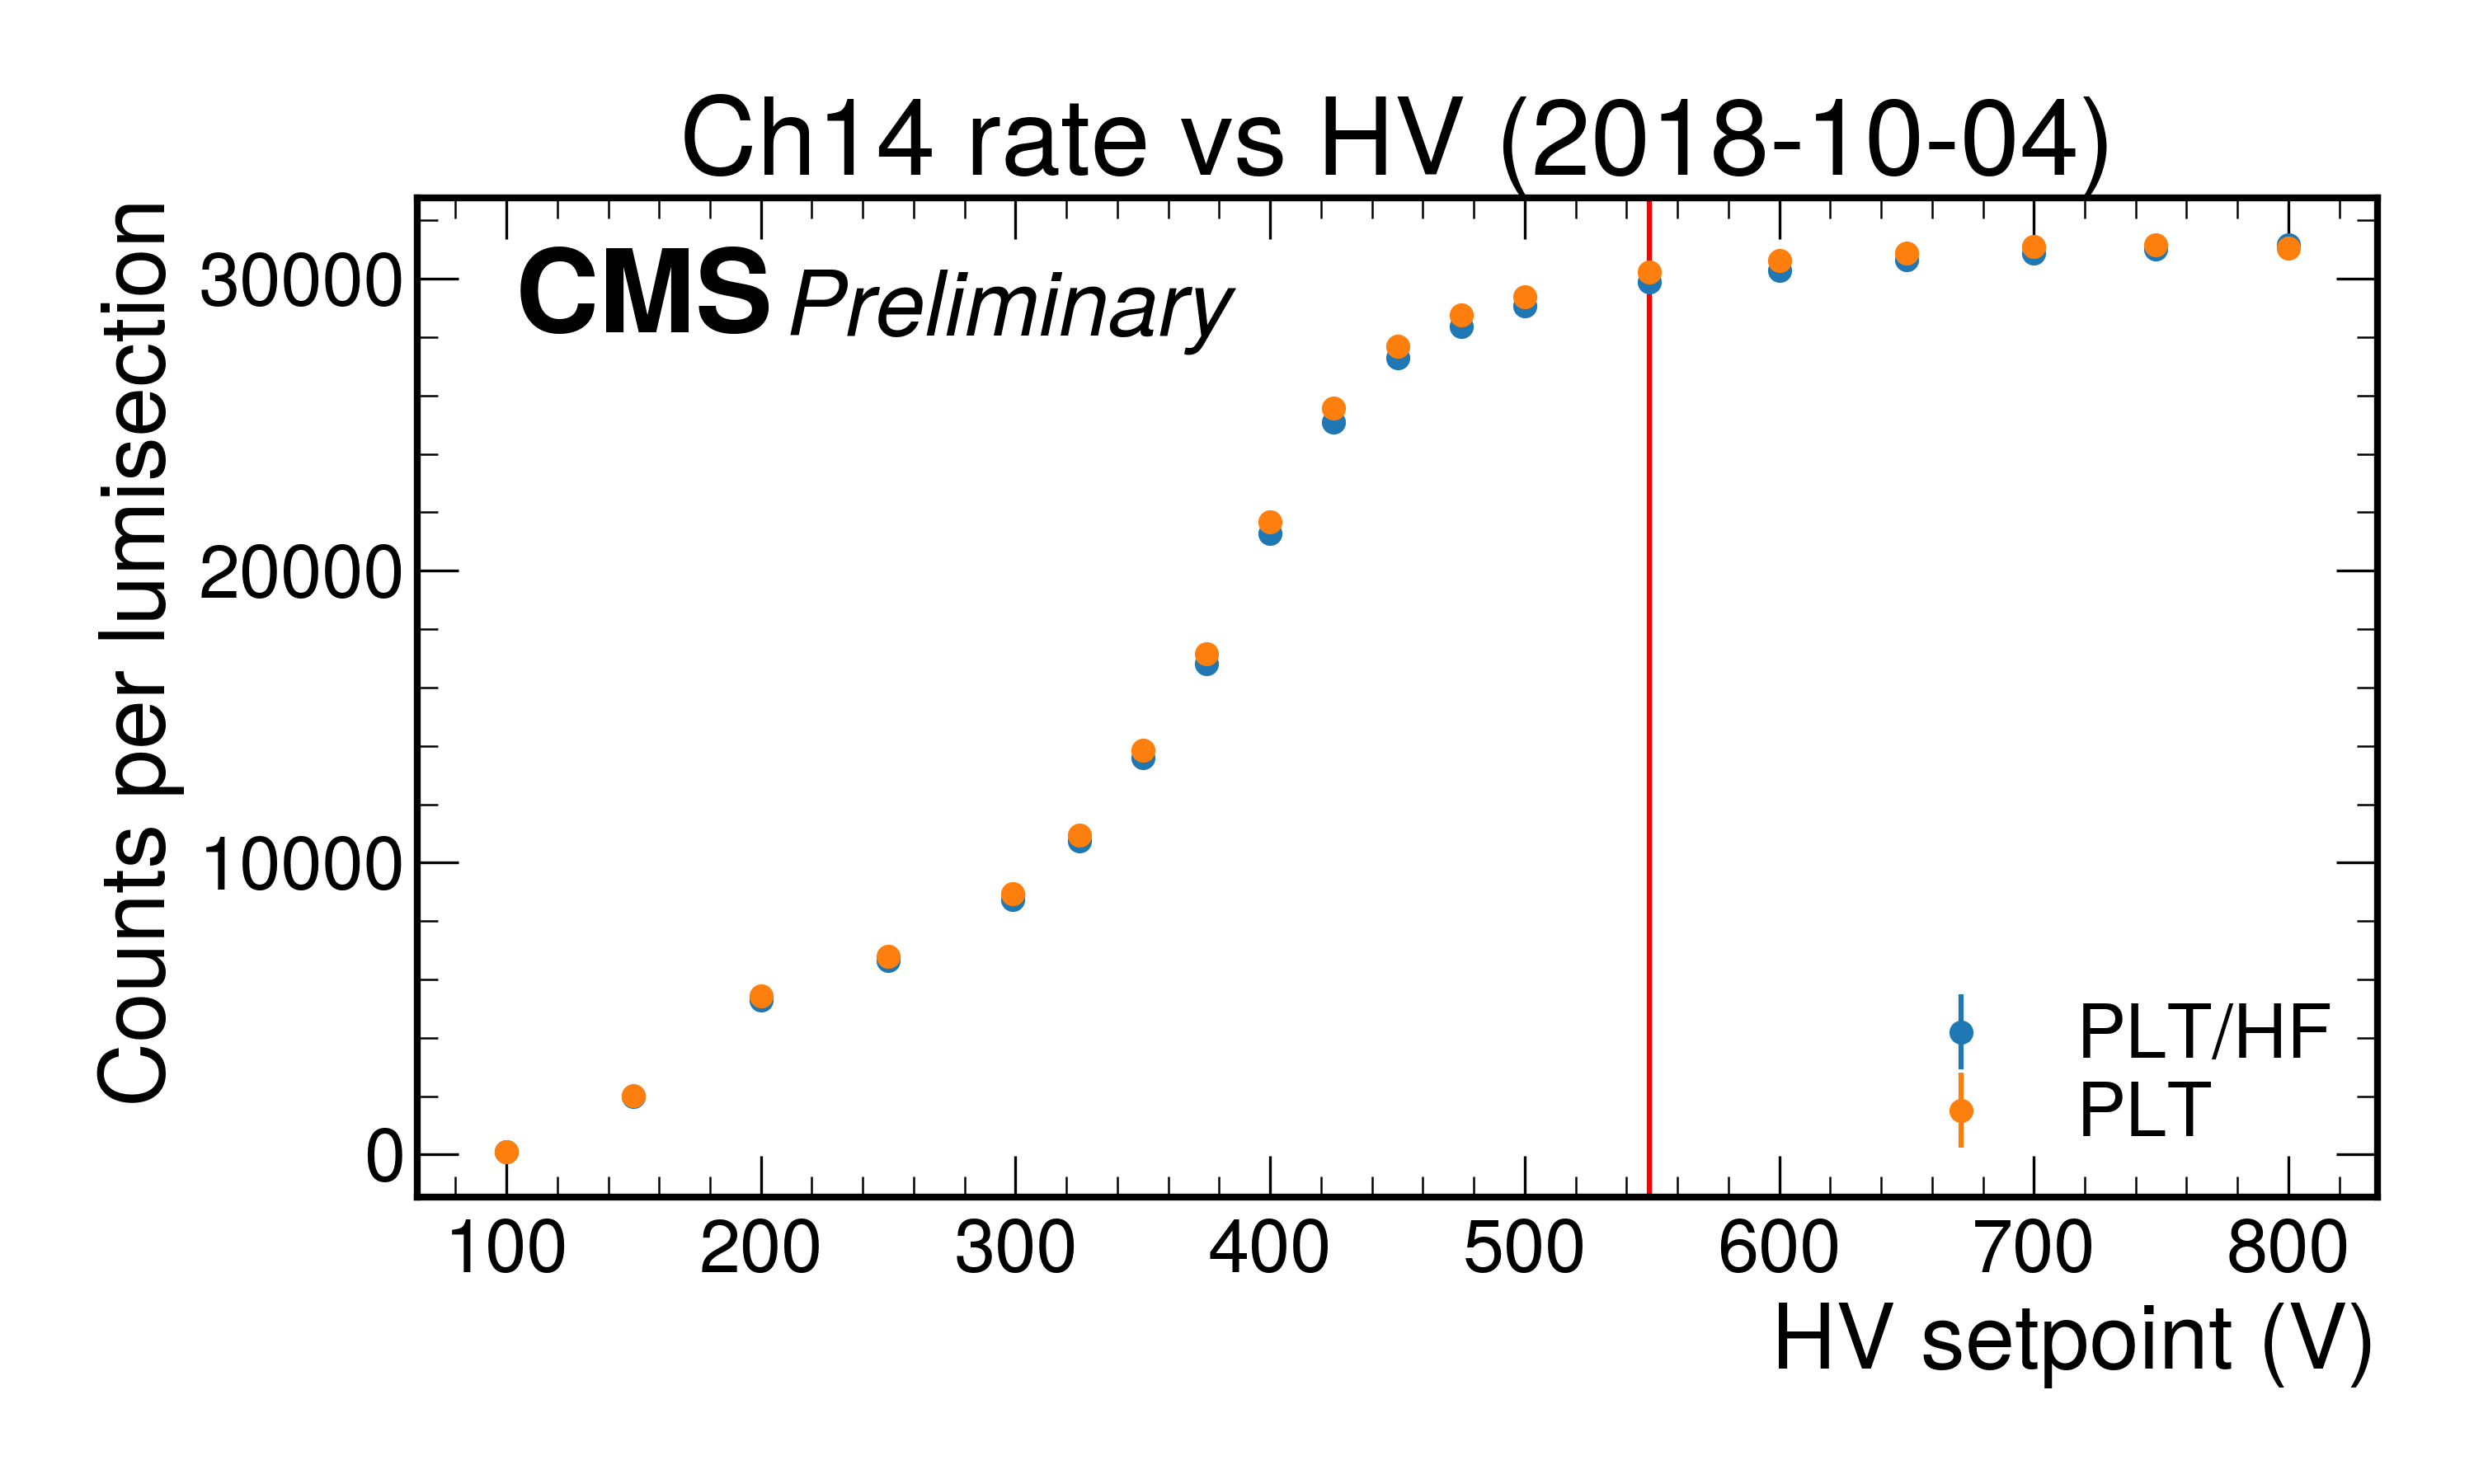 Ch14 rate vs HV (2018-10-04)
CMS Preliminary
Counts per lumisection
30000
20000
10000
0
PLT/HF
PLT
100 200 300 400 500 600 700 800
HV setpoint (V)